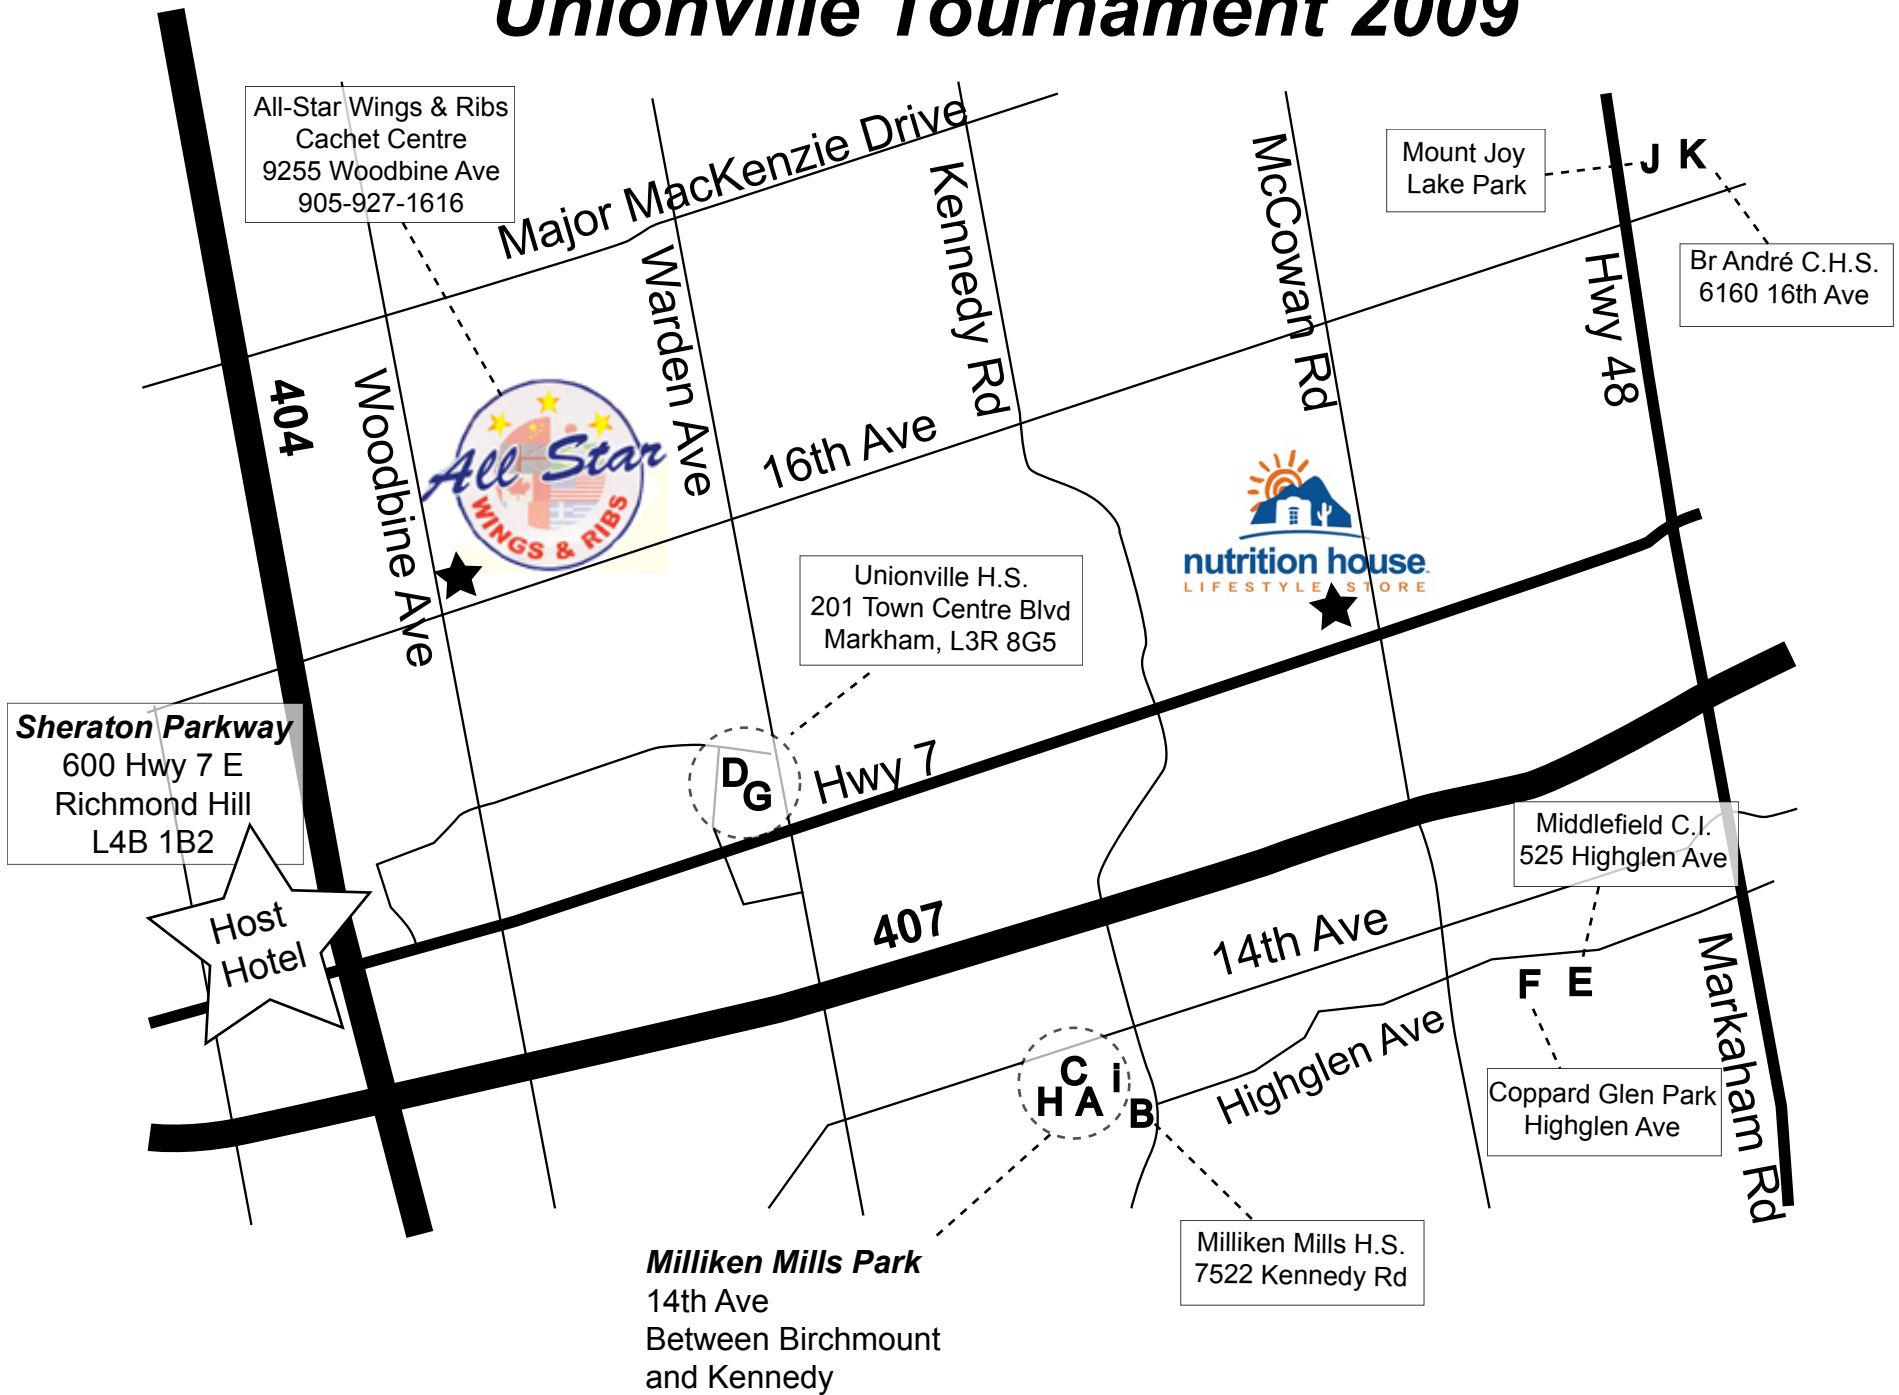 Unionville Tournament 2009
All-Star Wings & Ribs
Cachet Centre
9255 Woodbine Ave
905-927-1616
Major MacKenzie Drive
Kennedy Rd
McCowan Rd
Mount Joy
Lake Park
J K
Br André C.H.S.
6160 16th Ave
Hwy 48
404
Woodbine Ave
Warden Ave
All Star
WINGS & RIBS
16th Ave
nutrition house
LIFESTYLE STORE
Unionville H.S.
201 Town Centre Blvd
Markham, L3R 8G5
Sheraton Parkway
600 Hwy 7 E
Richmond Hill
L4B 1B2
Host
Hotel
D
G
Hwy 7
407
14th Ave
Middlefield C.I.
525 Highglen Ave
F E
Markaham Rd
Highglen Ave
C i
H A
B
Coppard Glen Park
Highglen Ave
Milliken Mills Park
14th Ave
Between Birchmount
and Kennedy
Milliken Mills H.S.
7522 Kennedy Rd